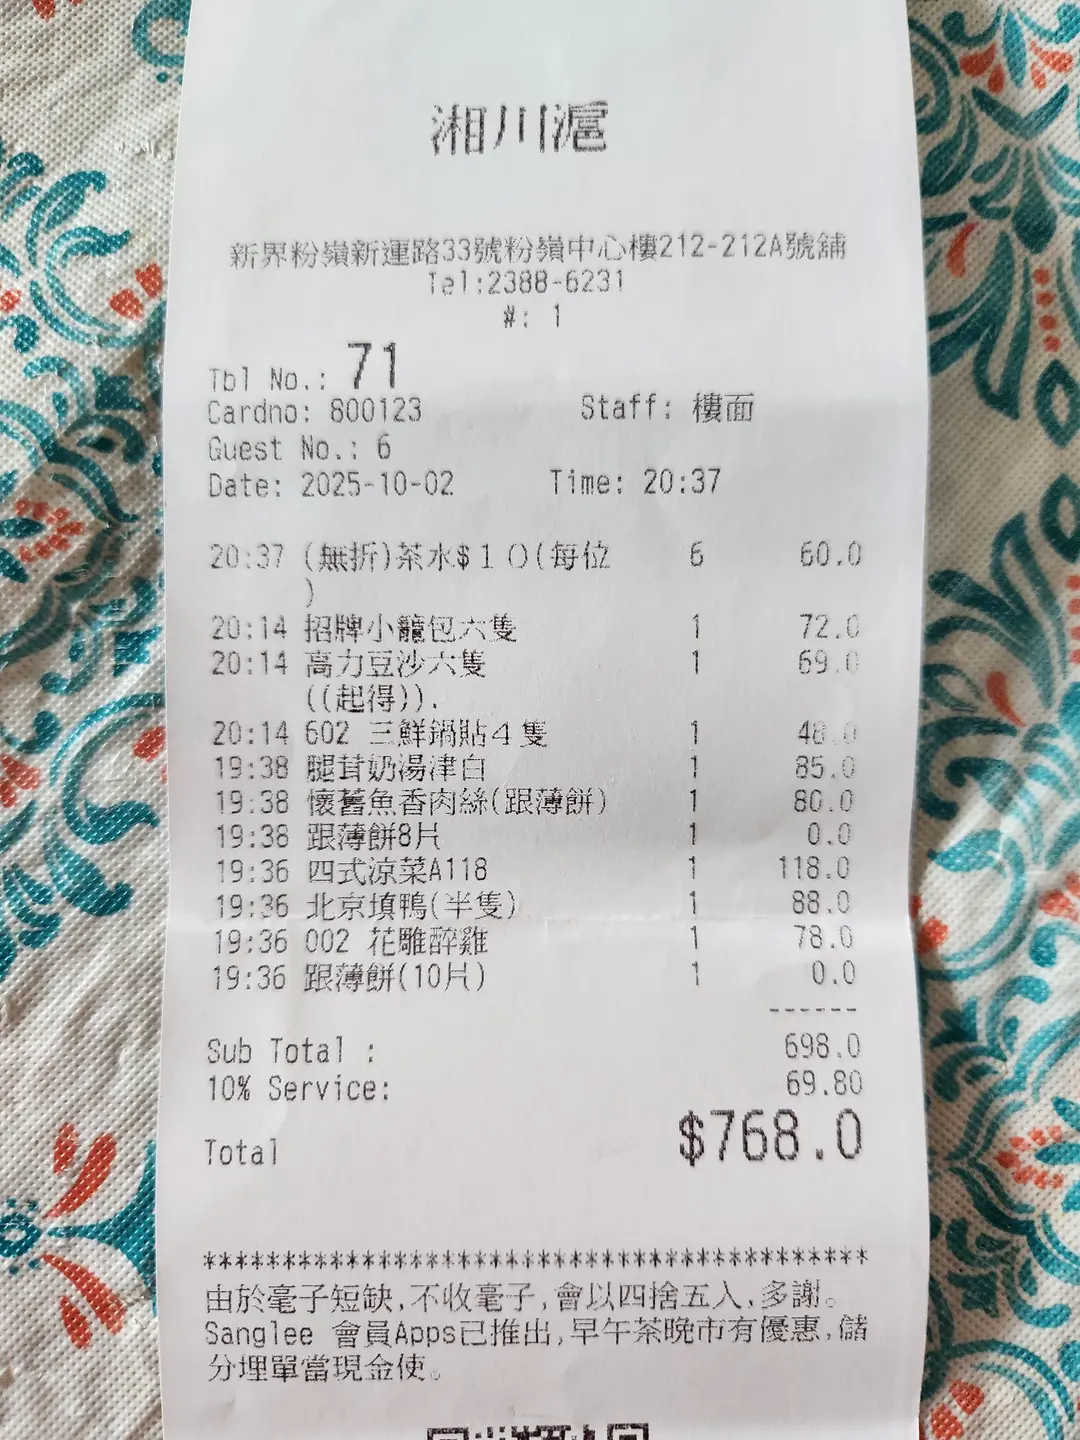 湘川滬
新界粉嶺新運路33號粉嶺中心樓212-212A號舖
Tel:2388-6231
#: 1
Tbl No.: 71
Cardno: 800123 Staff: 樓面
Guest No.: 6
Date: 2025-10-02 Time: 20:37
20:37 (無折)茶水$１０(每位 6 60.0
)
20:14 招牌小籠包六隻 1 72.0
20:14 高力豆沙六隻 1 69.0
((起得)).
20:14 602 三鮮鍋貼４隻 1 48.0
19:38 腿茸奶湯津白 1 85.0
19:38 懷舊魚香肉絲(跟薄餅) 1 80.0
19:38 跟薄餅8片 1 0.0
19:36 四式涼菜A118 1 118.0
19:36 北京填鴨(半隻) 1 88.0
19:36 002 花雕醉雞 1 78.0
19:36 跟薄餅(10片) 1 0.0
------
Sub Total : 698.0
10% Service: 69.80
Total $768.0
*******************************************
由於毫子短缺,不收毫子,會以四捨五入,多謝。
Sanglee 會員Apps已推出,早午茶晚市有優惠,儲
分埋單當現金使。